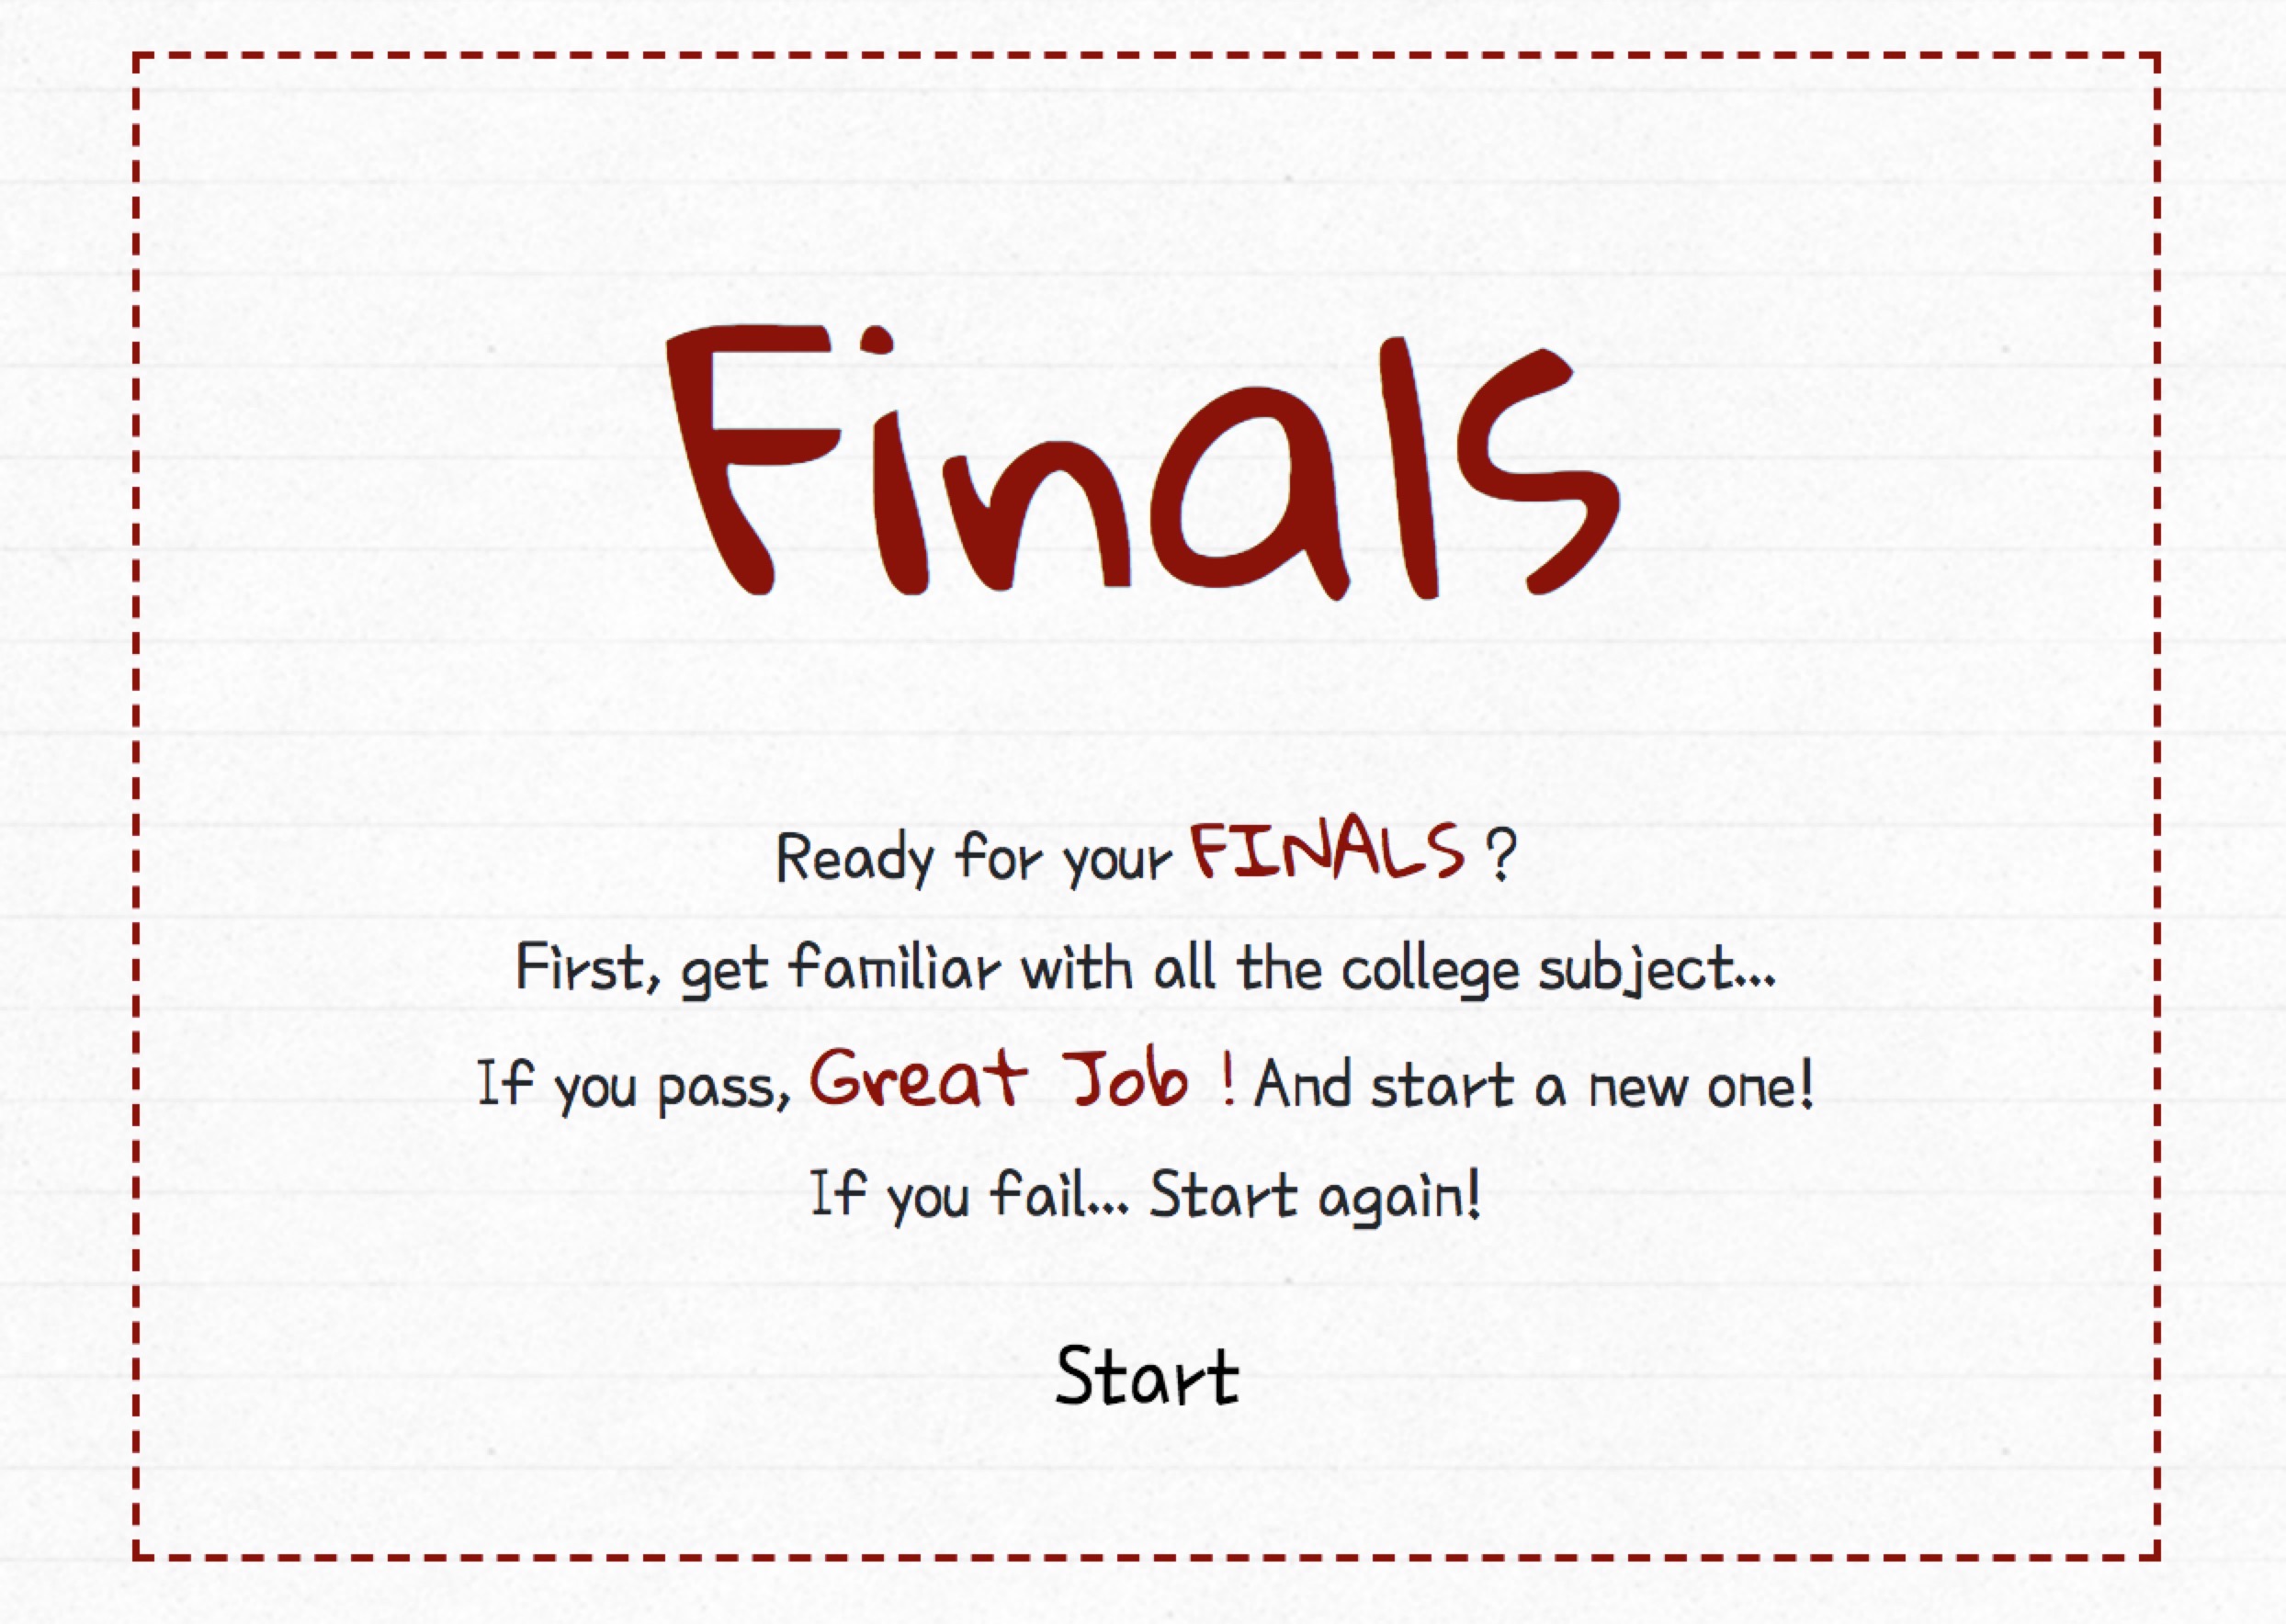 Finals
Ready for your FINALS ?
First, get familiar with all the college subject...
If you pass, Great Job ! And start a new one!
If you fail... Start again!
Start